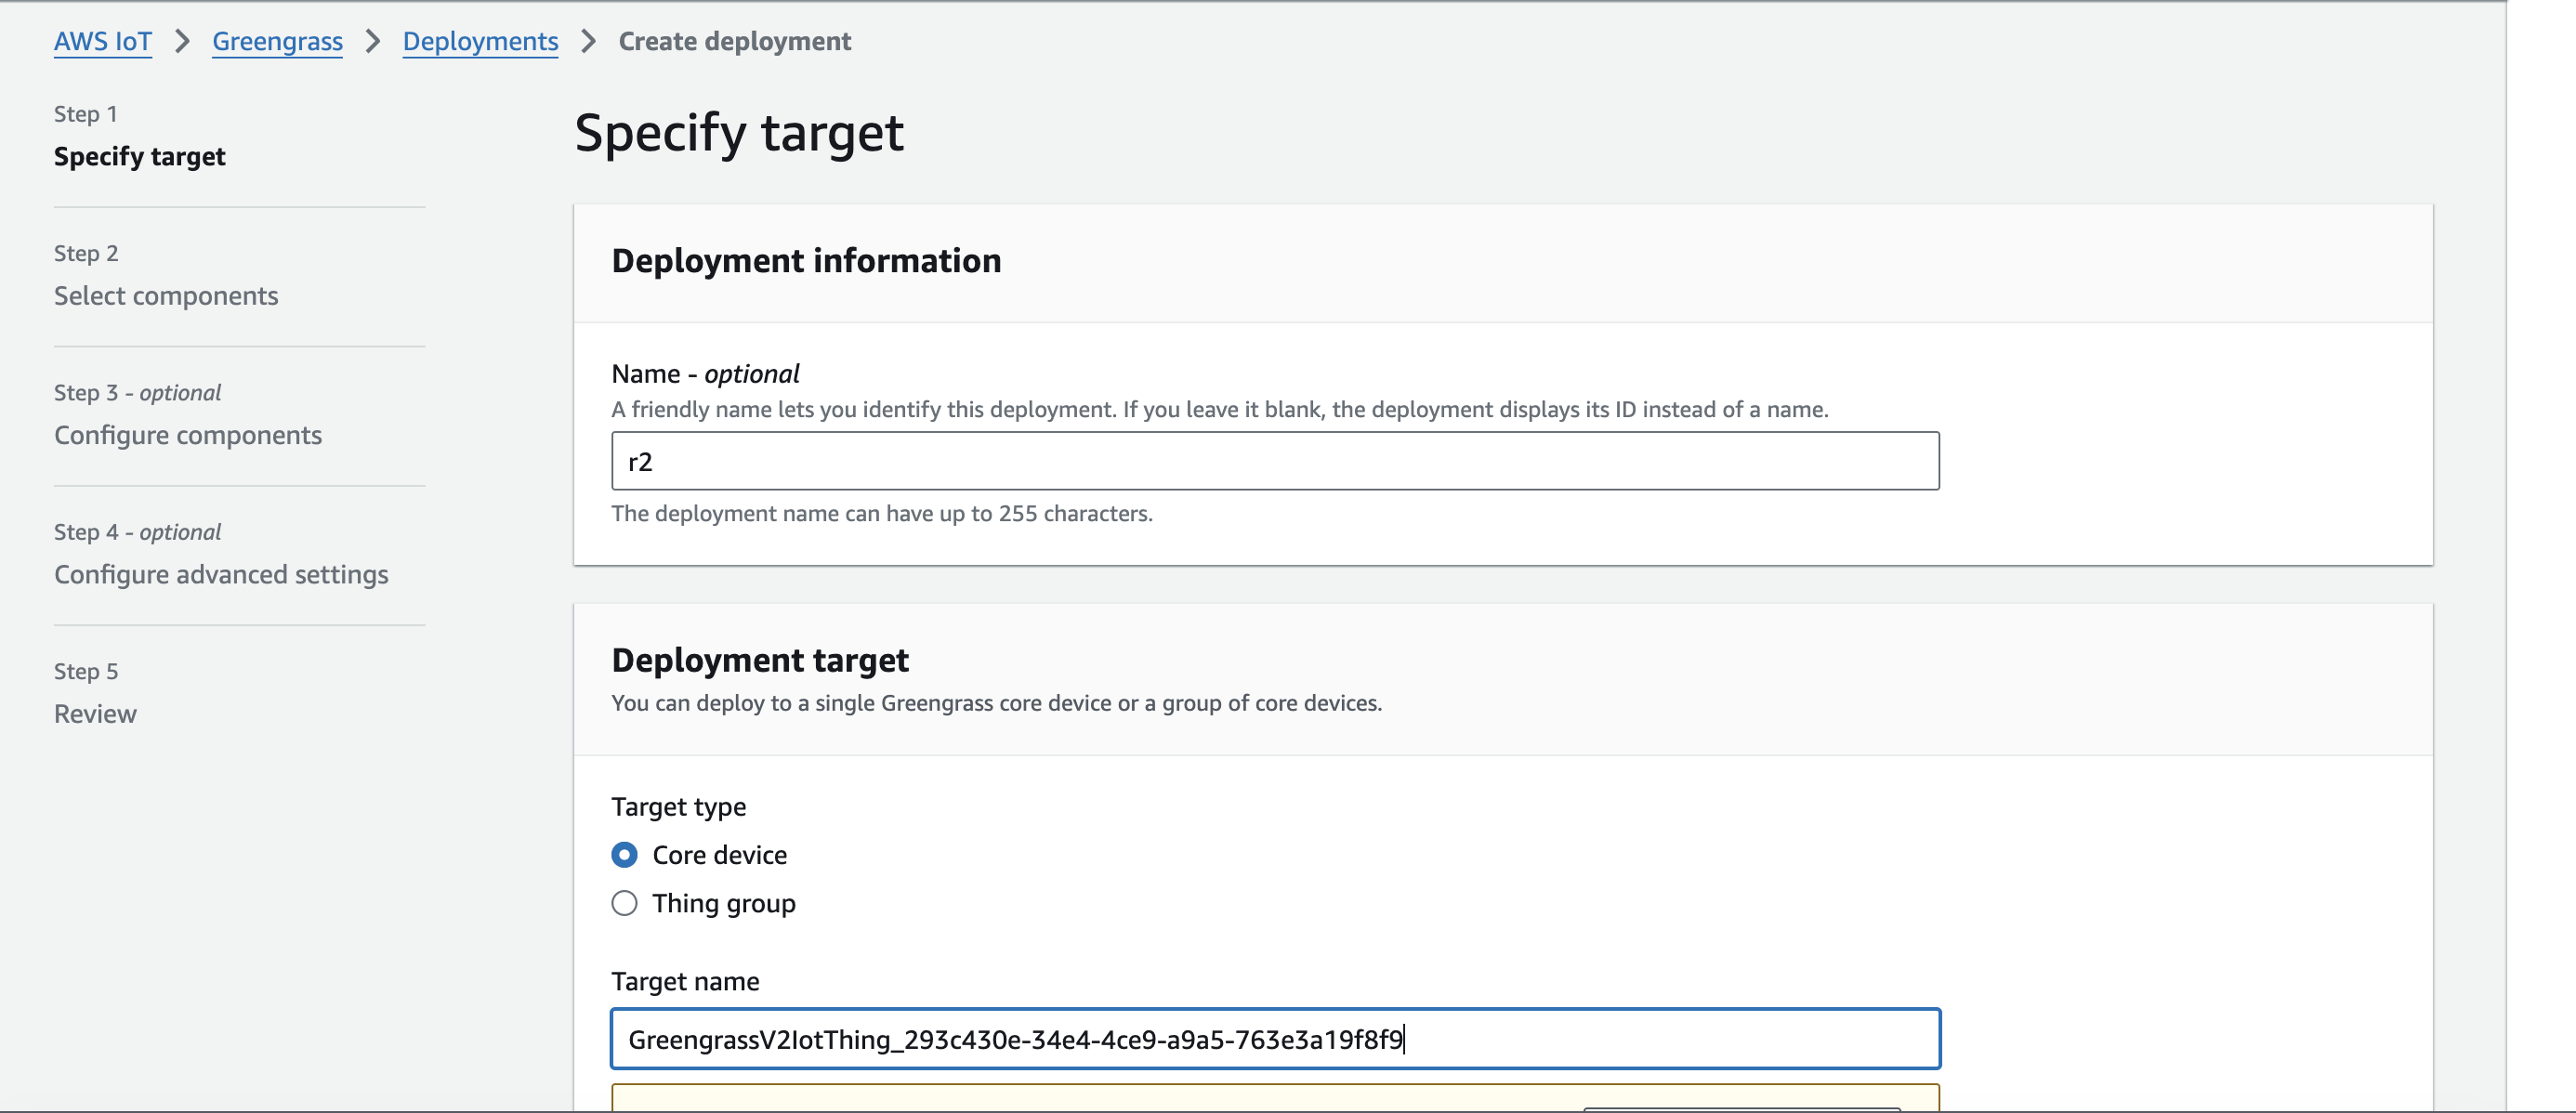 AWS IoT > Greengrass > Deployments > Create deployment
Step 1
Specify target
Step 2
Select components
Step 3 - optional
Configure components
Step 4 - optional
Configure advanced settings
Step 5
Review
Specify target
Deployment information
Name - optional
A friendly name lets you identify this deployment. If you leave it blank, the deployment displays its ID instead of a name.
r2
The deployment name can have up to 255 characters.
Deployment target
You can deploy to a single Greengrass core device or a group of core devices.
Target type
Core device
Thing group
Target name
GreengrassV2IotThing_293c430e-34e4-4ce9-a9a5-763e3a19f8f9